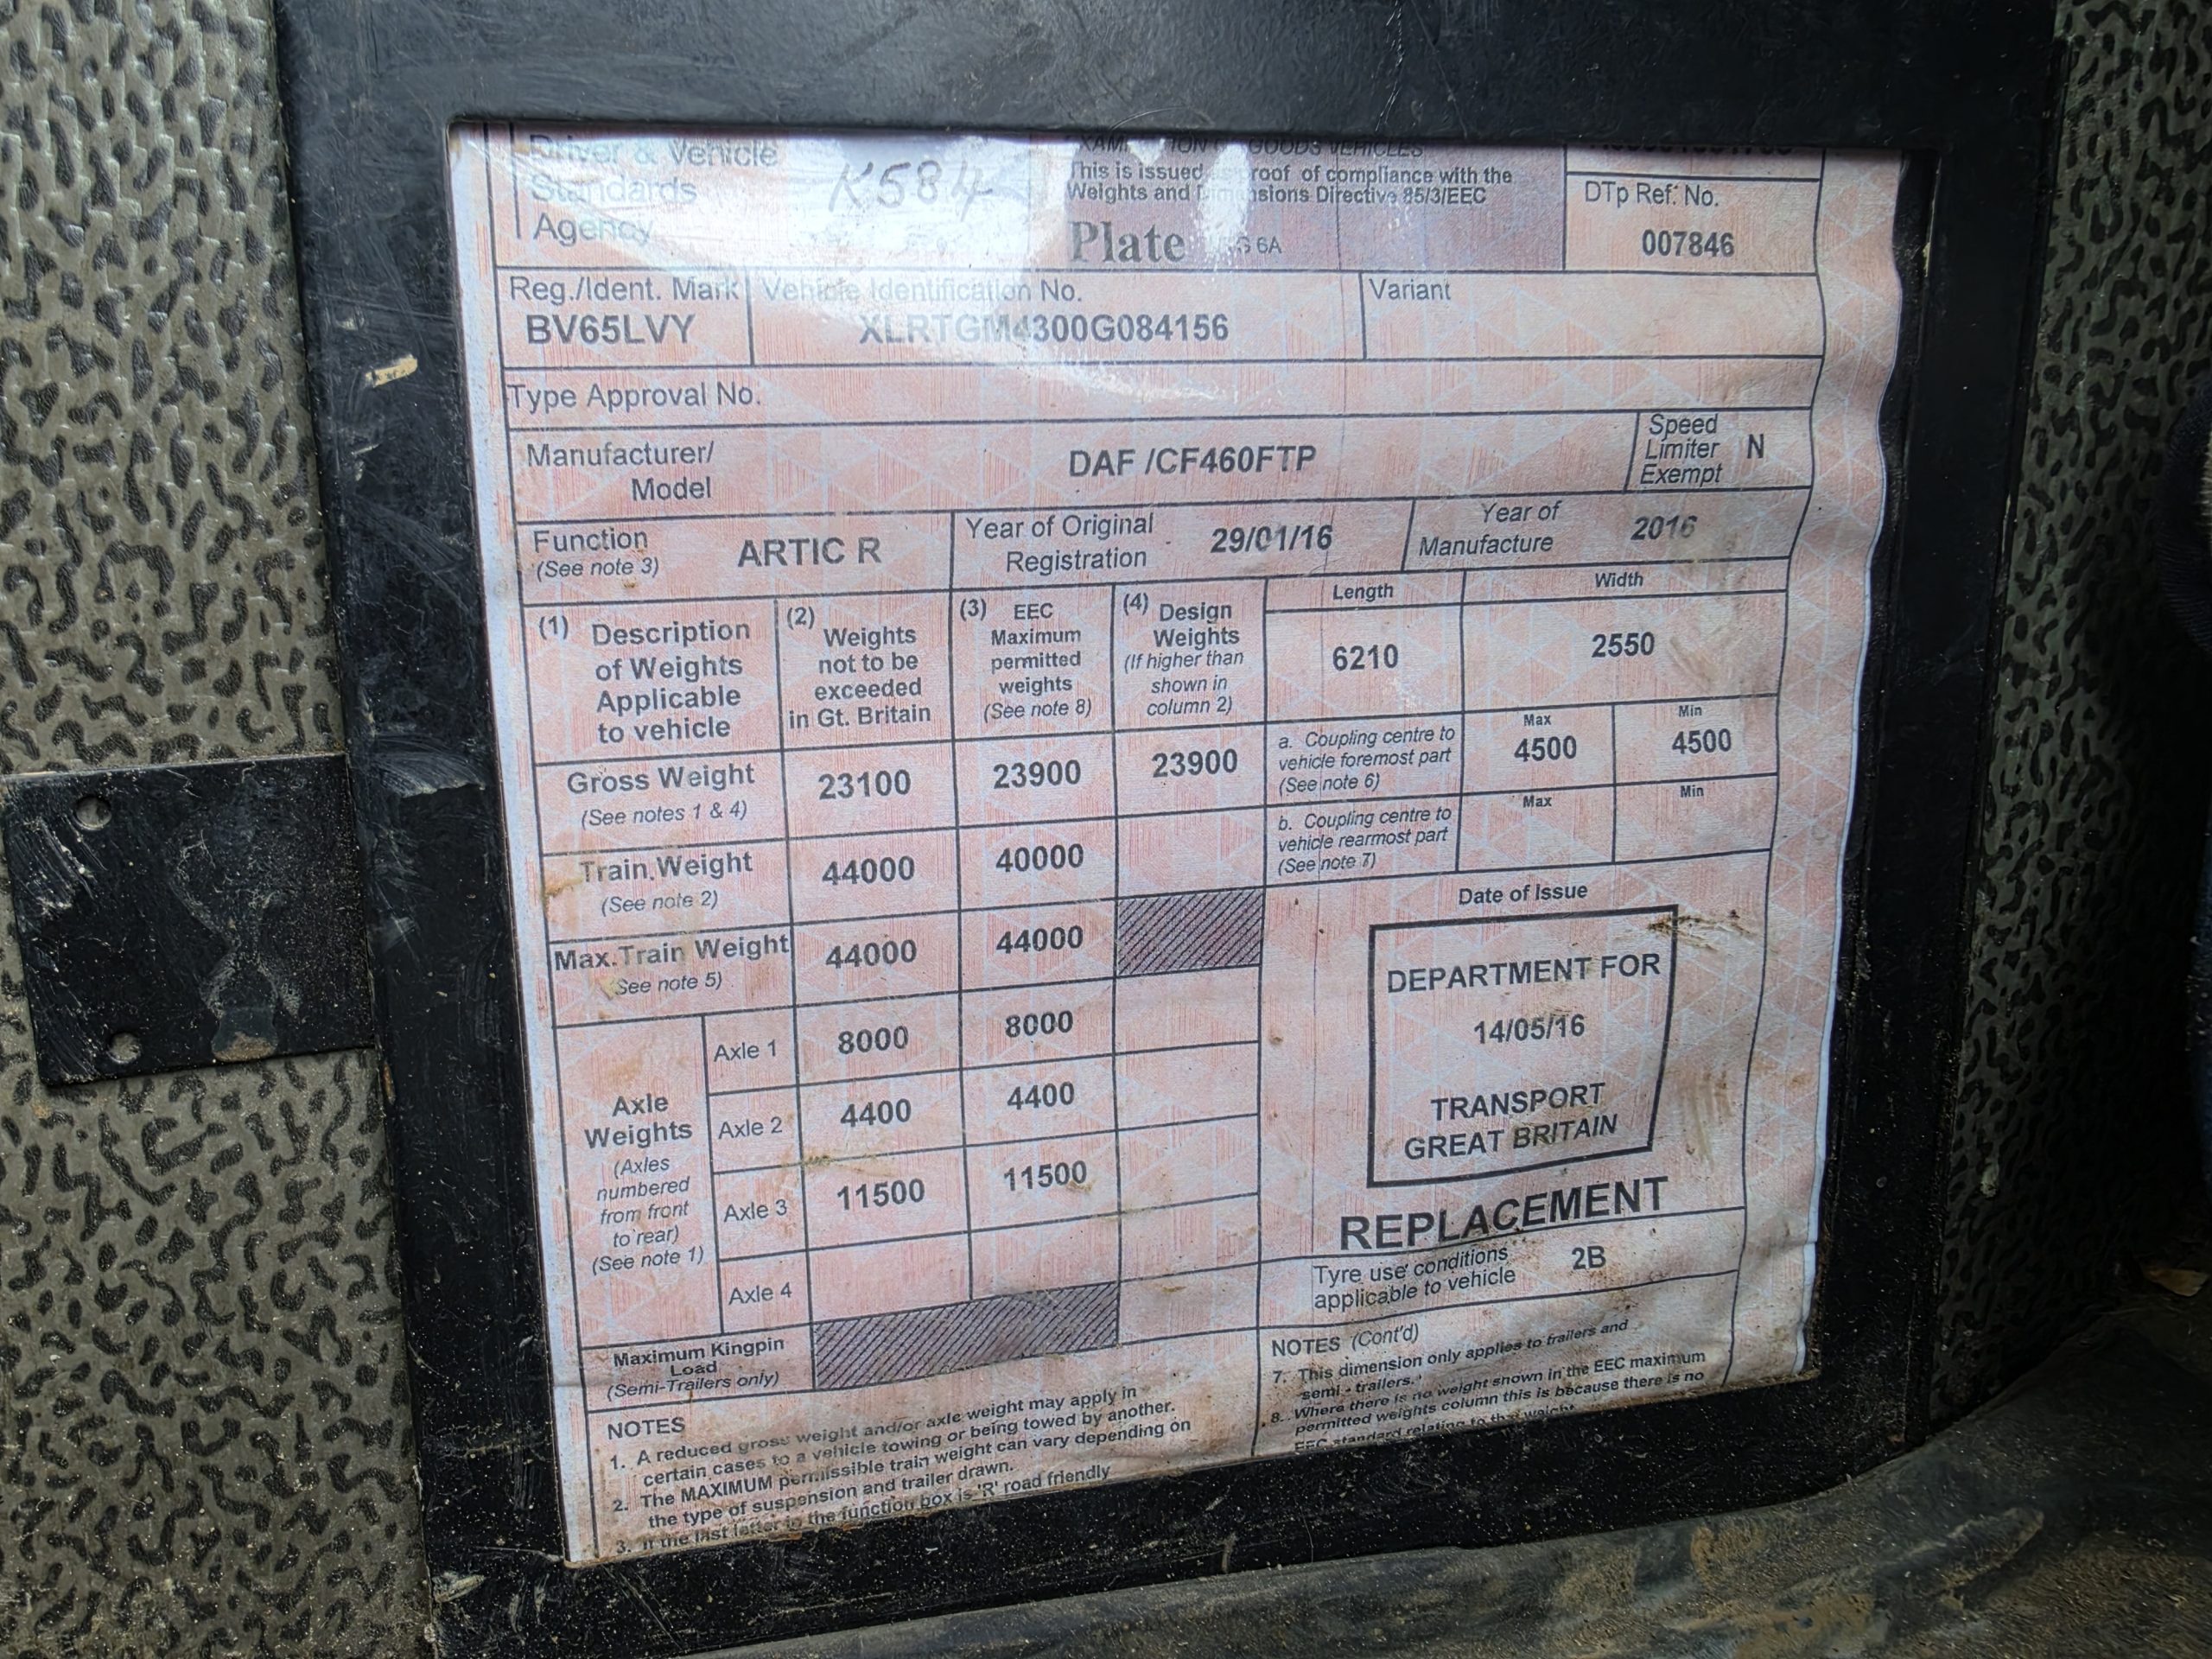 Driver & Vehicle
Standards
Agency
K584
GOODS VEHICLES
This is issued proof of compliance with the
Weights and Dimensions Directive 85/3/EEC
Plate 6A
DTp Ref. No.
007846
Reg./Ident. Mark
BV65LVY
Vehicle Identification No.
XLRTGM4300G084156
Variant
Type Approval No.
Manufacturer/
Model
DAF /CF460FTP
Speed
Limiter
Exempt
N
Function
(See note 3)
ARTIC R
Year of Original
Registration
29/01/16
Year of
Manufacture
2016
(1) Description
of Weights
Applicable
to vehicle
(2) Weights
not to be
exceeded
in Gt. Britain
(3) EEC
Maximum
permitted
weights
(See note 8)
(4) Design
Weights
(If higher than
shown in
column 2)
Length
6210
Width
2550
Gross Weight
(See notes 1 & 4)
23100
23900
23900
a. Coupling centre to
vehicle foremost part
(See note 6)
Max
4500
Min
4500
Train.Weight
(See note 2)
44000
40000
b. Coupling centre to
vehicle rearmost part
(See note 7)
Max
Min
Max.Train Weight
See note 5)
44000
44000
Axle
Weights
(Axles
numbered
from front
to rear)
(See note 1)
Axle 1
8000
8000
Axle 2
4400
4400
Axle 3
11500
11500
Axle 4
Maximum Kingpin
Load
(Semi-Trailers only)
Date of Issue
DEPARTMENT FOR
14/05/16
TRANSPORT
GREAT BRITAIN
REPLACEMENT
Tyre use conditions
applicable to vehicle
2B
NOTES
1. A reduced gross weight and/or axle weight may apply in
certain cases to a vehicle towing or being towed by another.
2. The MAXIMUM permissible train weight can vary depending on
the type of suspension and trailer drawn.
3. If the last letter in the function box is 'R' road friendly
NOTES (Cont'd)
7. This dimension only applies to trailers and
semi - trailers.
8. Where there is no weight shown in the EEC maximum
permitted weights column this is because there is no
EEC standard relating to that weight.